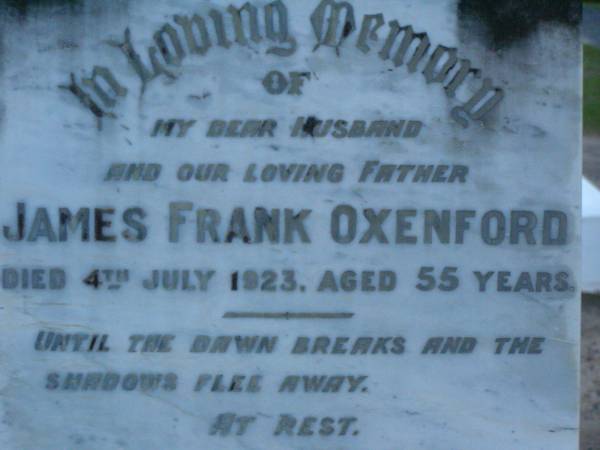 In Loving Memory
OF
MY DEAR HUSBAND
AND OUR LOVING FATHER
JAMES FRANK OXENFORD
DIED 4TH JULY 1923, AGED 55 YEARS.
UNTIL THE DAWN BREAKS AND THE
SHADOWS FLEE AWAY.
AT REST.